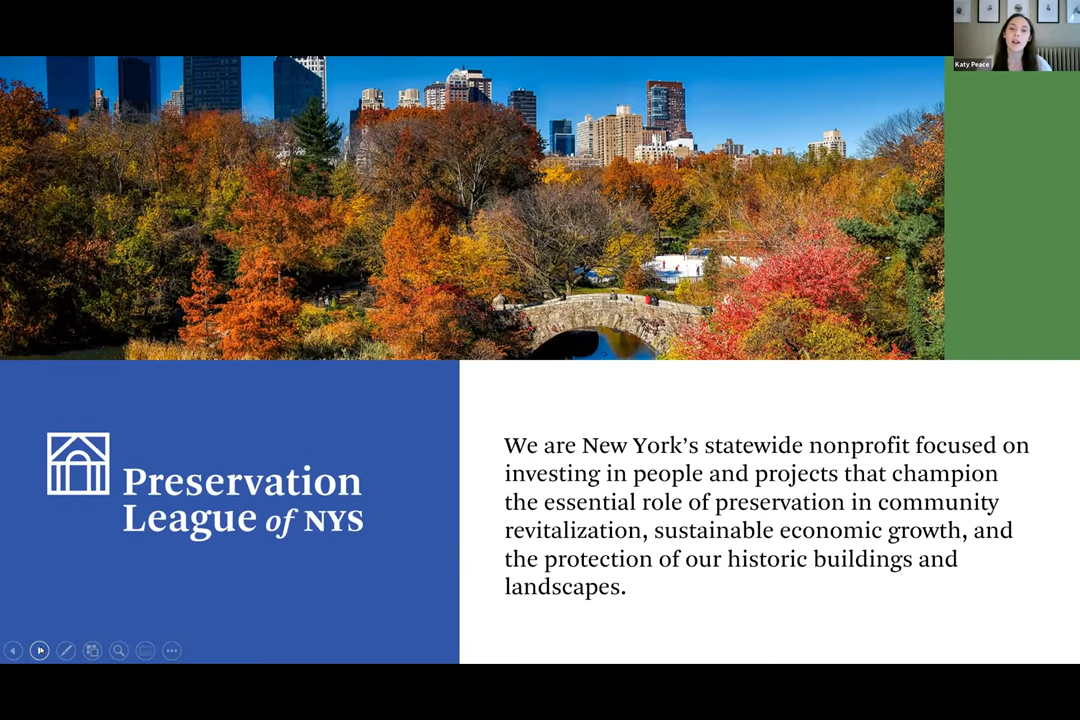 Katy Peace
Preservation
League of NYS
We are New York’s statewide nonprofit focused on
investing in people and projects that champion
the essential role of preservation in community
revitalization, sustainable economic growth, and
the protection of our historic buildings and
landscapes.